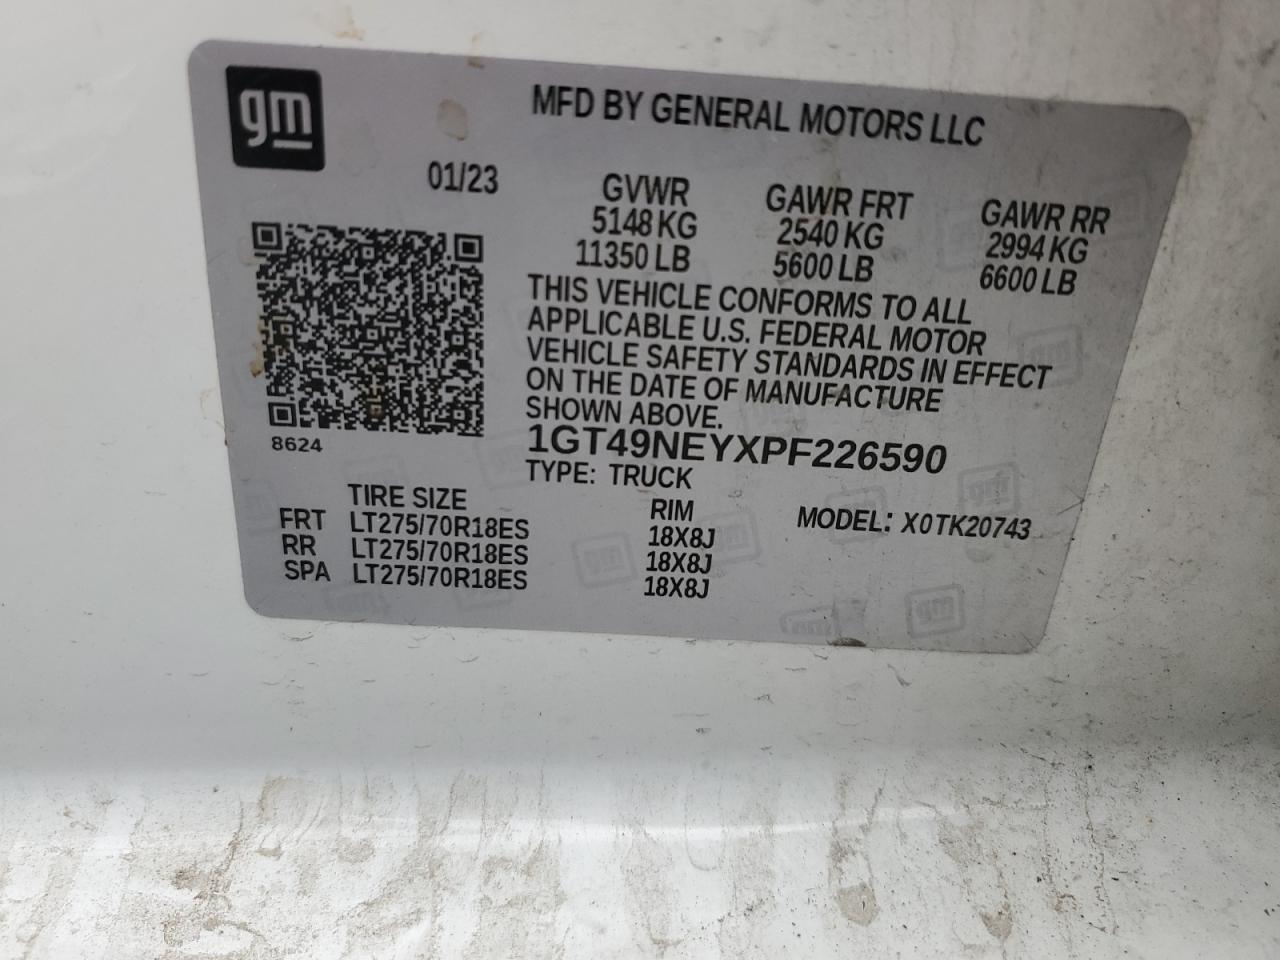 gm
MFD BY GENERAL MOTORS LLC
01/23
GVWR GAWR FRT GAWR RR
5148 KG 2540 KG 2994 KG
11350 LB 5600 LB 6600 LB
THIS VEHICLE CONFORMS TO ALL
APPLICABLE U.S. FEDERAL MOTOR
VEHICLE SAFETY STANDARDS IN EFFECT
ON THE DATE OF MANUFACTURE
SHOWN ABOVE.
8624
1GT49NEYXPF226590
TYPE: TRUCK
TIRE SIZE RIM MODEL: X0TK20743
FRT LT275/70R18ES 18X8J
RR LT275/70R18ES 18X8J
SPA LT275/70R18ES 18X8J